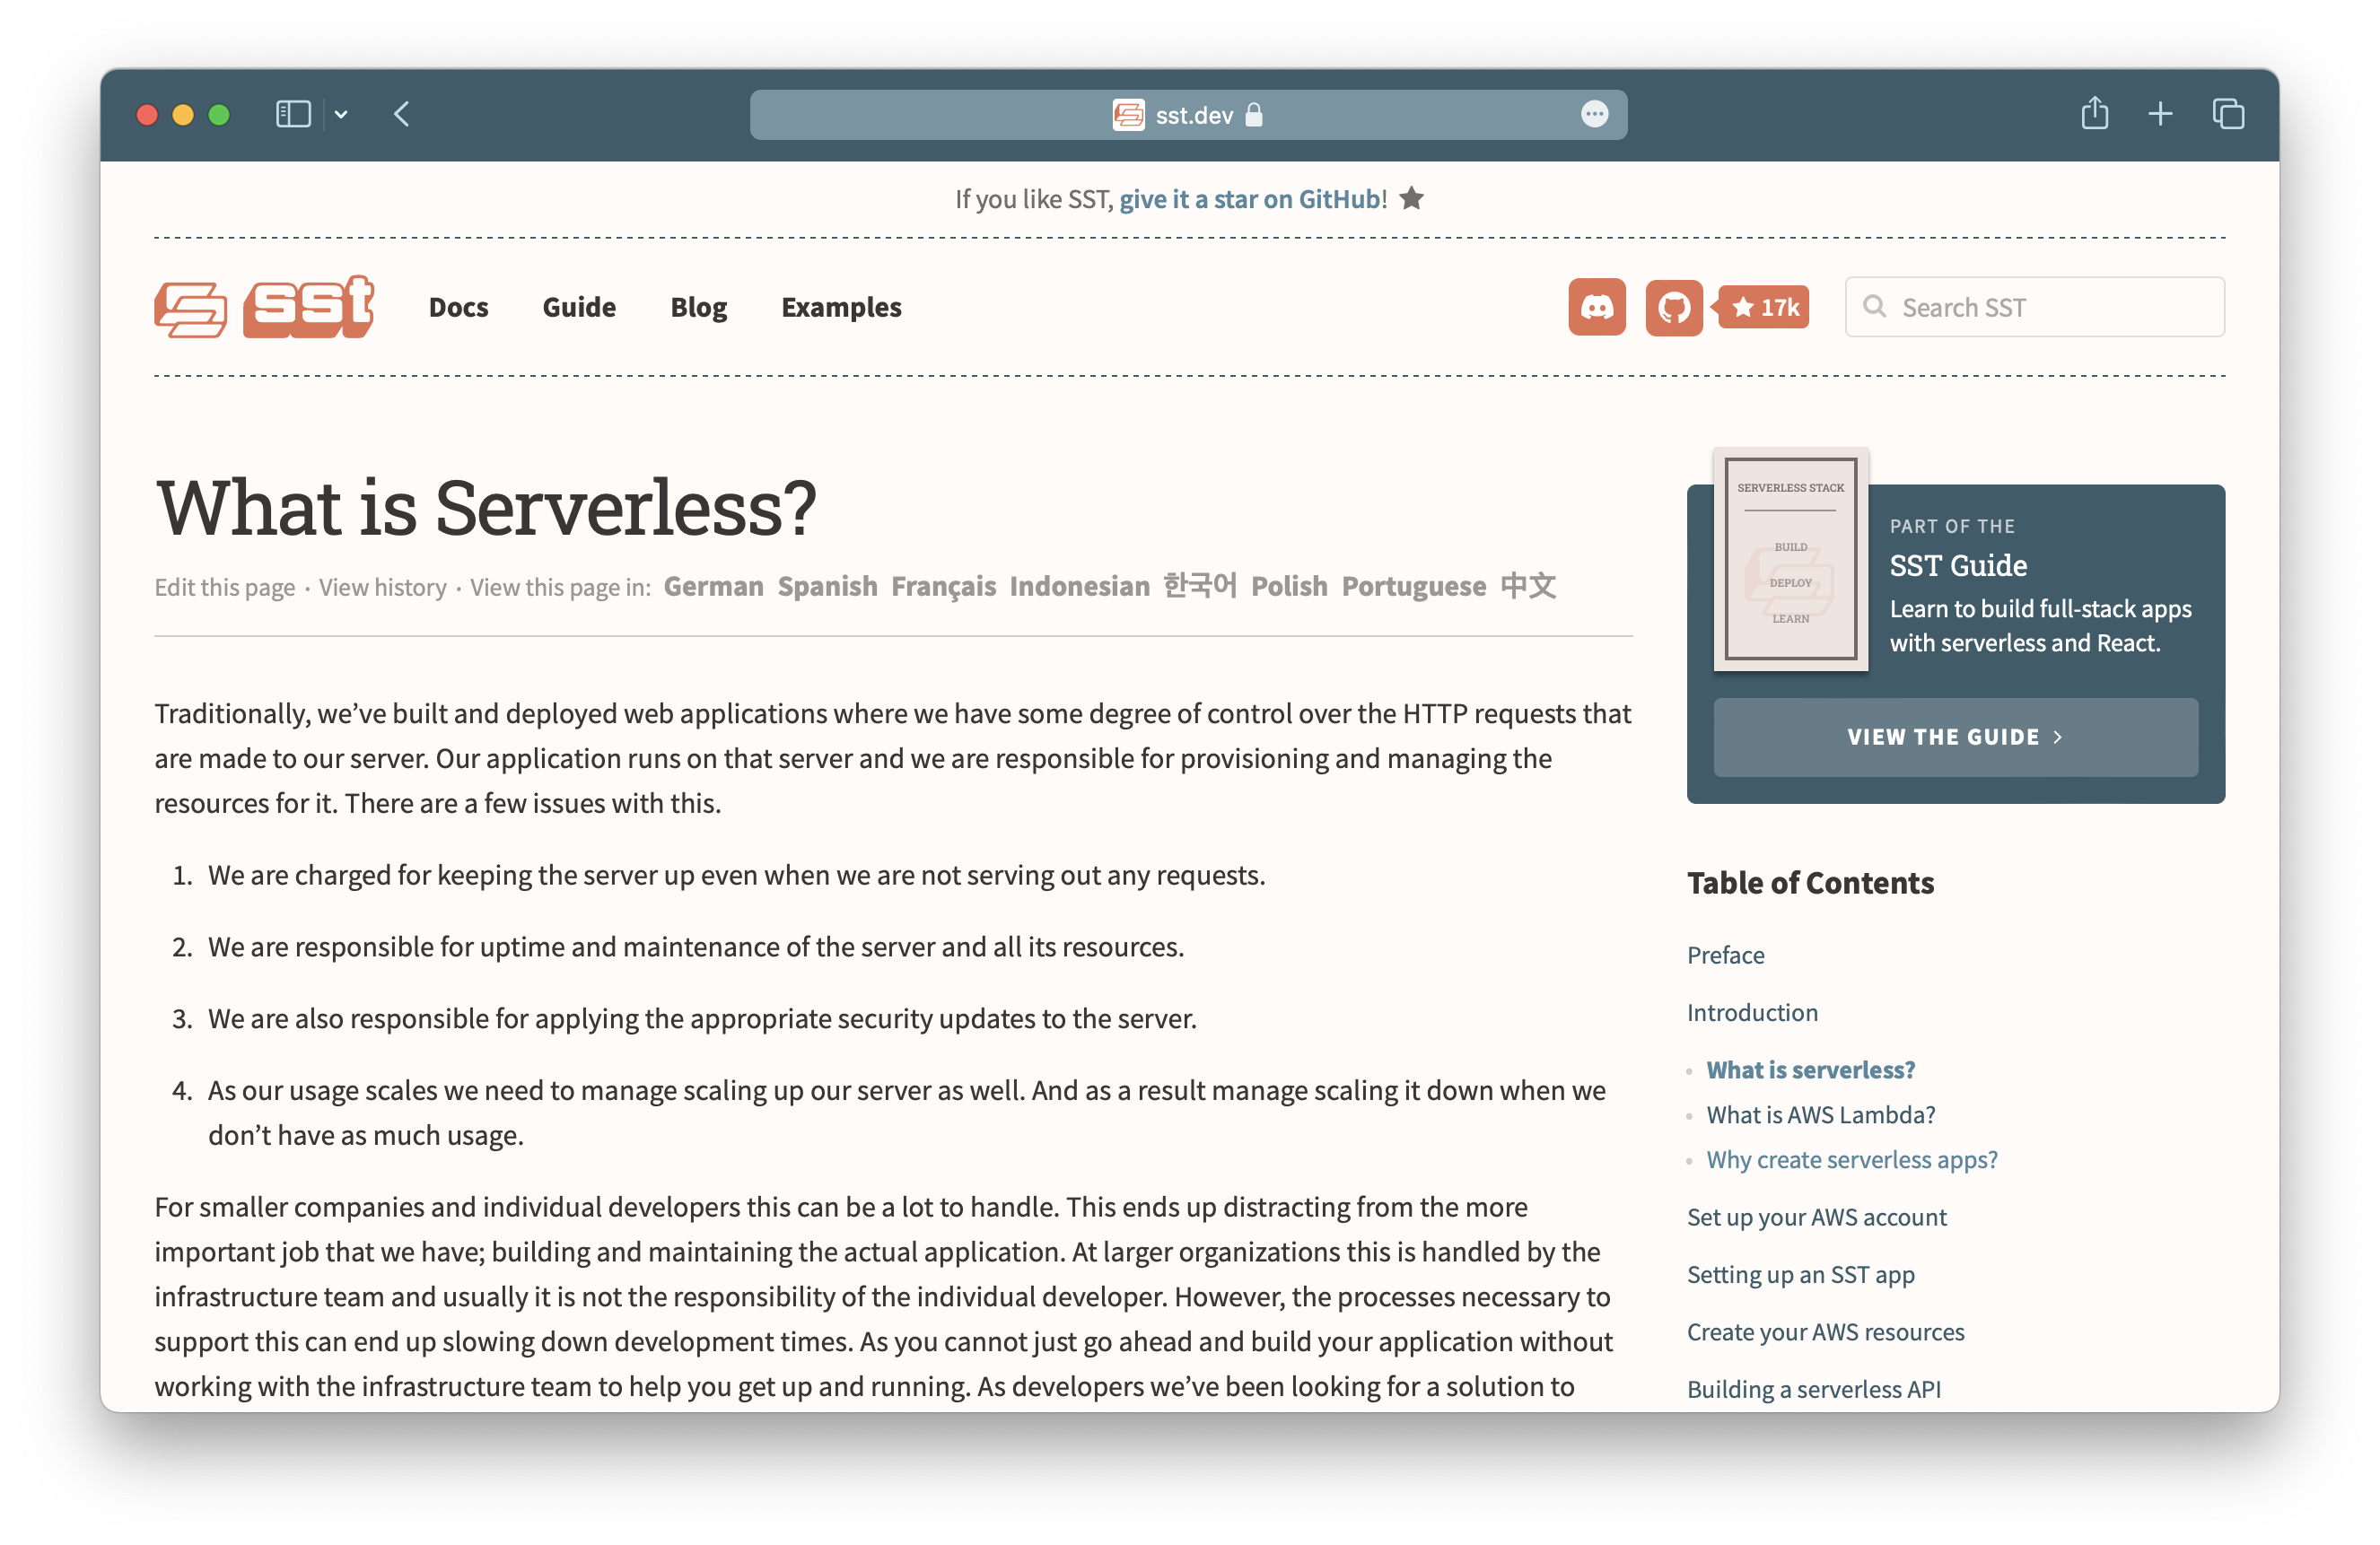 sst.dev
If you like SST, give it a star on GitHub!
sst
Docs Guide Blog Examples
17k
Search SST
What is Serverless?
Edit this page · View history · View this page in: German Spanish Français Indonesian 한국어 Polish Portuguese 中文
Traditionally, we’ve built and deployed web applications where we have some degree of control over the HTTP requests that
are made to our server. Our application runs on that server and we are responsible for provisioning and managing the
resources for it. There are a few issues with this.
1. We are charged for keeping the server up even when we are not serving out any requests.
2. We are responsible for uptime and maintenance of the server and all its resources.
3. We are also responsible for applying the appropriate security updates to the server.
4. As our usage scales we need to manage scaling up our server as well. And as a result manage scaling it down when we
don’t have as much usage.
For smaller companies and individual developers this can be a lot to handle. This ends up distracting from the more
important job that we have; building and maintaining the actual application. At larger organizations this is handled by the
infrastructure team and usually it is not the responsibility of the individual developer. However, the processes necessary to
support this can end up slowing down development times. As you cannot just go ahead and build your application without
working with the infrastructure team to help you get up and running. As developers we’ve been looking for a solution to
SERVERLESS STACK
BUILD
DEPLOY
LEARN
PART OF THE
SST Guide
Learn to build full-stack apps
with serverless and React.
VIEW THE GUIDE
Table of Contents
Preface
Introduction
• What is serverless?
• What is AWS Lambda?
• Why create serverless apps?
Set up your AWS account
Setting up an SST app
Create your AWS resources
Building a serverless API